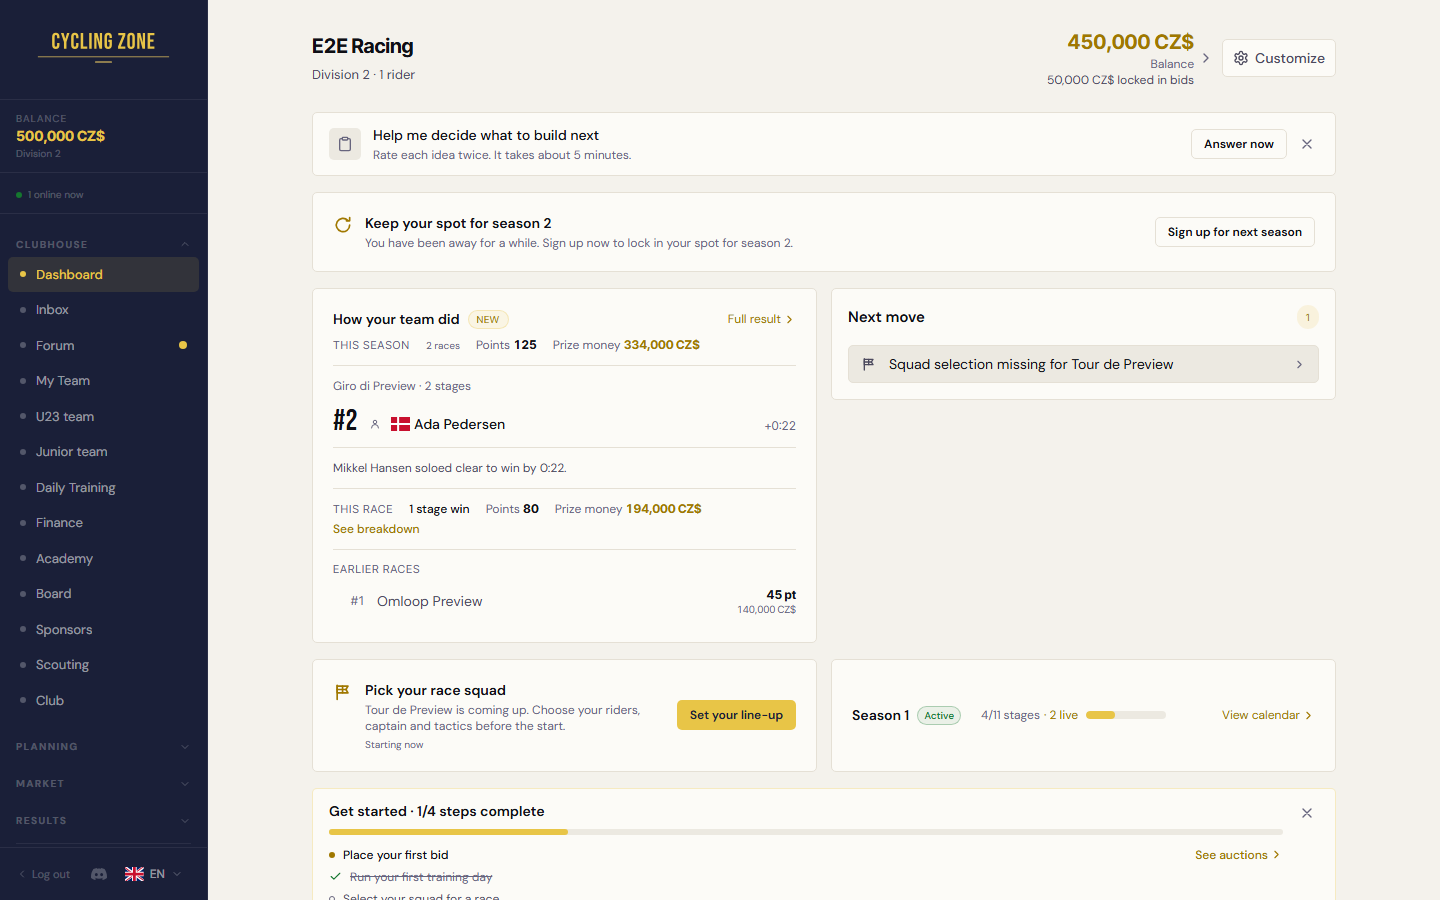 CYCLING ZONE
BALANCE
500,000 CZ$
Division 2
1 online now
CLUBHOUSE
Dashboard
Inbox
Forum
My Team
U23 team
Junior team
Daily Training
Finance
Academy
Board
Sponsors
Scouting
Club
PLANNING
MARKET
RESULTS
Log out
EN
E2E Racing
Division 2 · 1 rider
450,000 CZ$
Balance
50,000 CZ$ locked in bids
Customize
Help me decide what to build next
Rate each idea twice. It takes about 5 minutes.
Answer now
Keep your spot for season 2
You have been away for a while. Sign up now to lock in your spot for season 2.
Sign up for next season
How your team did NEW Full result
THIS SEASON 2 races Points 125 Prize money 334,000 CZ$
Giro di Preview · 2 stages
#2 Ada Pedersen +0:22
Mikkel Hansen soloed clear to win by 0:22.
THIS RACE 1 stage win Points 80 Prize money 194,000 CZ$
See breakdown
EARLIER RACES
#1 Omloop Preview 45 pt
140,000 CZ$
Next move 1
Squad selection missing for Tour de Preview
Pick your race squad
Tour de Preview is coming up. Choose your riders,
captain and tactics before the start.
Starting now
Set your line-up
Season 1 Active 4/11 stages · 2 live View calendar
Get started · 1/4 steps complete
Place your first bid See auctions
Run your first training day
Select your squad for a race